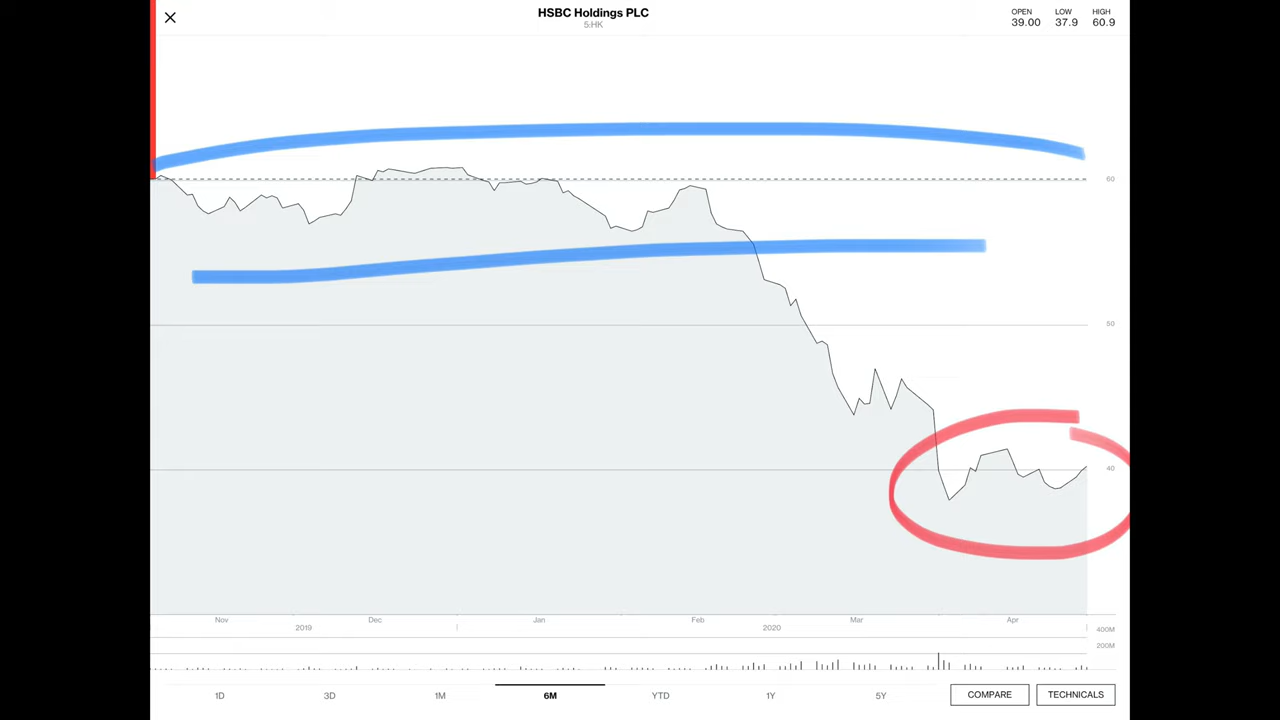 HSBC Holdings PLC
5:HK
OPEN LOW HIGH
39.00 37.9 60.9
60
50
40
Nov Dec Jan Feb Mar Apr
2019 2020
400M
200M
1D 3D 1M 6M YTD 1Y 5Y COMPARE TECHNICALS